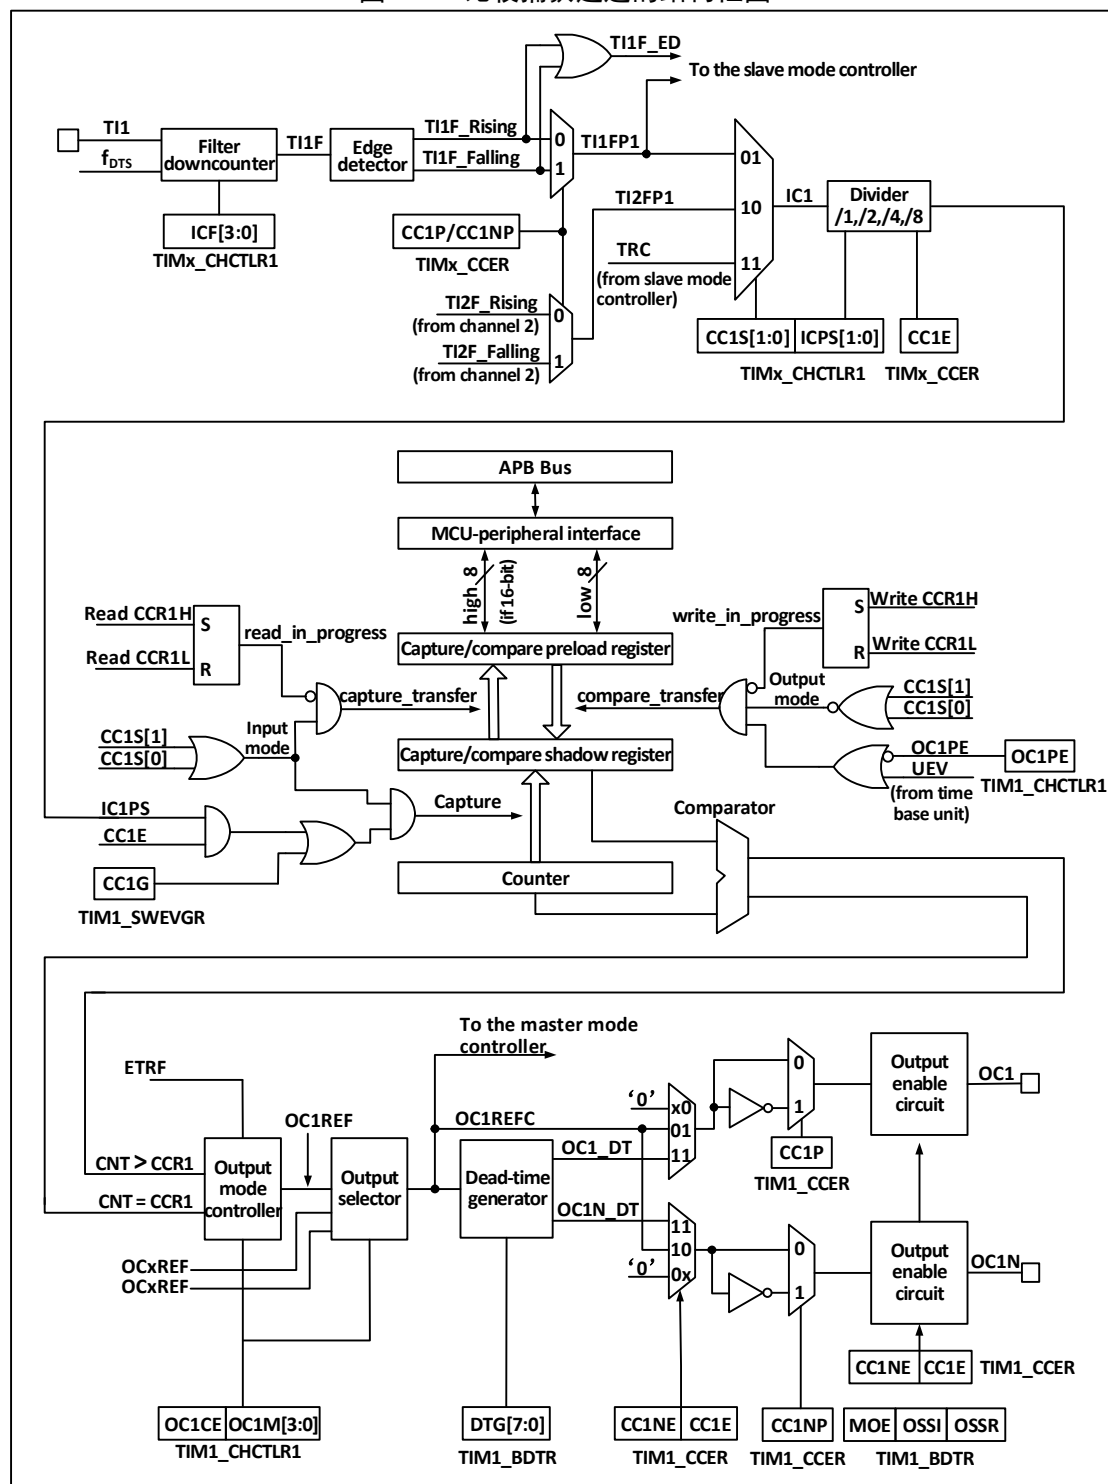 TI1F_ED
To the slave mode controller
TI1
f_DTS
Filter
downcounter
TI1F
Edge
detector
TI1F_Rising
TI1F_Falling
0
1
TI1FP1
01
10
11
TI2FP1
TRC
(from slave mode
controller)
IC1
Divider
/1,/2,/4,/8
ICF[3:0]
TIMx_CHCTLR1
CC1P/CC1NP
TIMx_CCER
TI2F_Rising
(from channel 2)
TI2F_Falling
(from channel 2)
0
1
CC1S[1:0]
ICPS[1:0]
TIMx_CHCTLR1
CC1E
TIMx_CCER
APB Bus
MCU-peripheral interface
high 8
(if 16-bit)
low 8
Read CCR1H
Read CCR1L
S
R
read_in_progress
Capture/compare preload register
write_in_progress
S
R
Write CCR1H
Write CCR1L
capture_transfer
compare_transfer
Output
mode
CC1S[1]
CC1S[0]
CC1S[1]
CC1S[0]
Input
mode
Capture/compare shadow register
OC1PE
UEV
(from time
base unit)
OC1PE
TIM1_CHCTLR1
IC1PS
CC1E
Capture
Comparator
CC1G
TIM1_SWEVGR
Counter
To the master mode
controller
ETRF
OC1REF
CNT > CCR1
CNT = CCR1
Output
mode
controller
Output
selector
OCxREF
OCxREF
OC1REFC
Dead-time
generator
OC1_DT
OC1N_DT
‘0’
x0
01
11
11
10
0x
‘0’
0
1
CC1P
TIM1_CCER
0
1
Output
enable
circuit
OC1
Output
enable
circuit
OC1N
CC1NE
CC1E
TIM1_CCER
OC1CE
OC1M[3:0]
TIM1_CHCTLR1
DTG[7:0]
TIM1_BDTR
CC1NE
CC1E
TIM1_CCER
CC1NP
TIM1_CCER
MOE
OSSI
OSSR
TIM1_BDTR